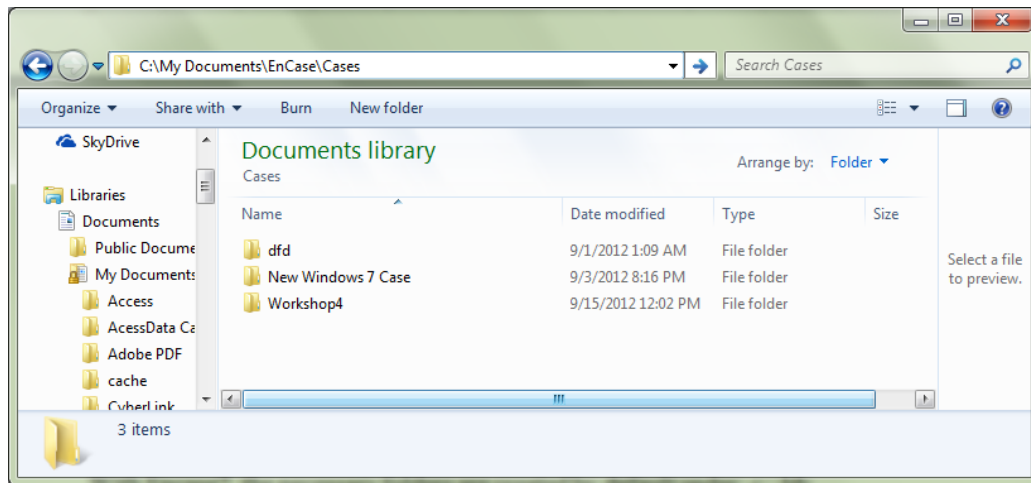 C:\My Documents\EnCase\Cases
Search Cases
Organize Share with Burn New folder
SkyDrive
Libraries
Documents
Public Docume
My Documents
Access
AcessData Ca
Adobe PDF
cache
CyberLink
Documents library
Cases
Arrange by: Folder
Name Date modified Type Size
dfd 9/1/2012 1:09 AM File folder
New Windows 7 Case 9/3/2012 8:16 PM File folder
Workshop4 9/15/2012 12:02 PM File folder
Select a file
to preview.
3 items